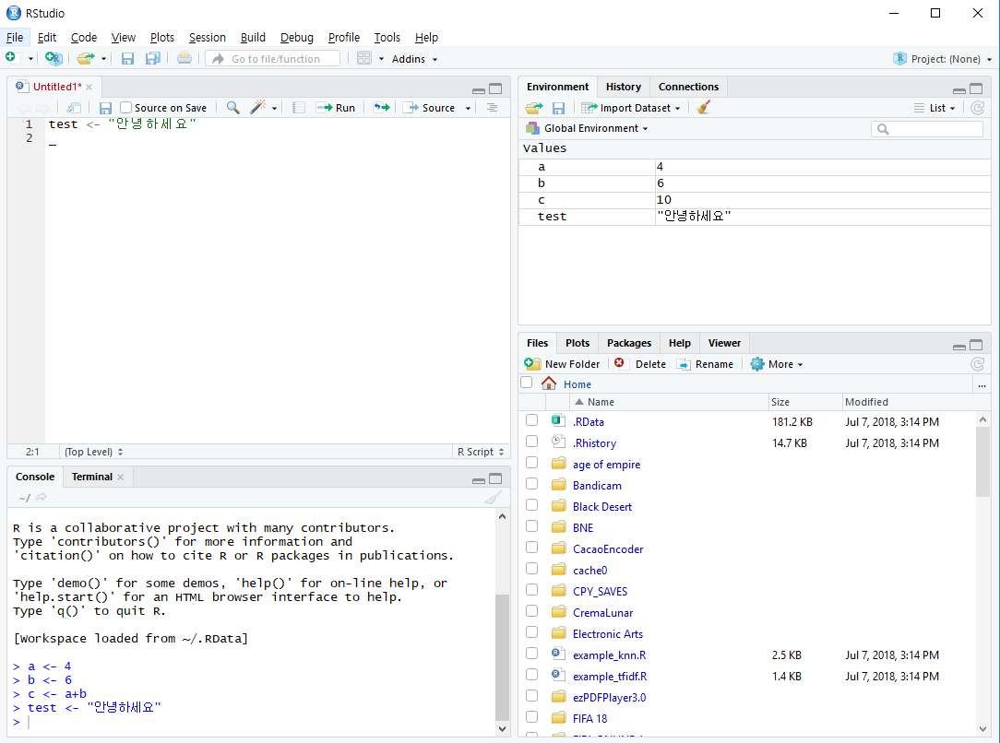 RStudio
File Edit Code View Plots Session Build Debug Profile Tools Help
Go to file/function Addins Project: (None)
Untitled1*
Source on Save Run Source
1 test <- "안녕하세요"
2
2:1 (Top Level) R Script
Console Terminal
~/
R is a collaborative project with many contributors.
Type 'contributors()' for more information and
'citation()' on how to cite R or R packages in publications.
Type 'demo()' for some demos, 'help()' for on-line help, or
'help.start()' for an HTML browser interface to help.
Type 'q()' to quit R.
[Workspace loaded from ~/.RData]
> a <- 4
> b <- 6
> c <- a+b
> test <- "안녕하세요"
>
Environment History Connections
Import Dataset List
Global Environment
Values
a 4
b 6
c 10
test "안녕하세요"
Files Plots Packages Help Viewer
New Folder Delete Rename More
Home ...
Name Size Modified
.RData 181.2 KB Jul 7, 2018, 3:14 PM
.Rhistory 14.7 KB Jul 7, 2018, 3:14 PM
age of empire
Bandicam
Black Desert
BNE
CacaoEncoder
cache0
CPY_SAVES
CremaLunar
Electronic Arts
example_knn.R 2.5 KB Jul 7, 2018, 3:14 PM
example_tfidf.R 1.4 KB Jul 7, 2018, 3:14 PM
ezPDFPlayer3.0
FIFA 18